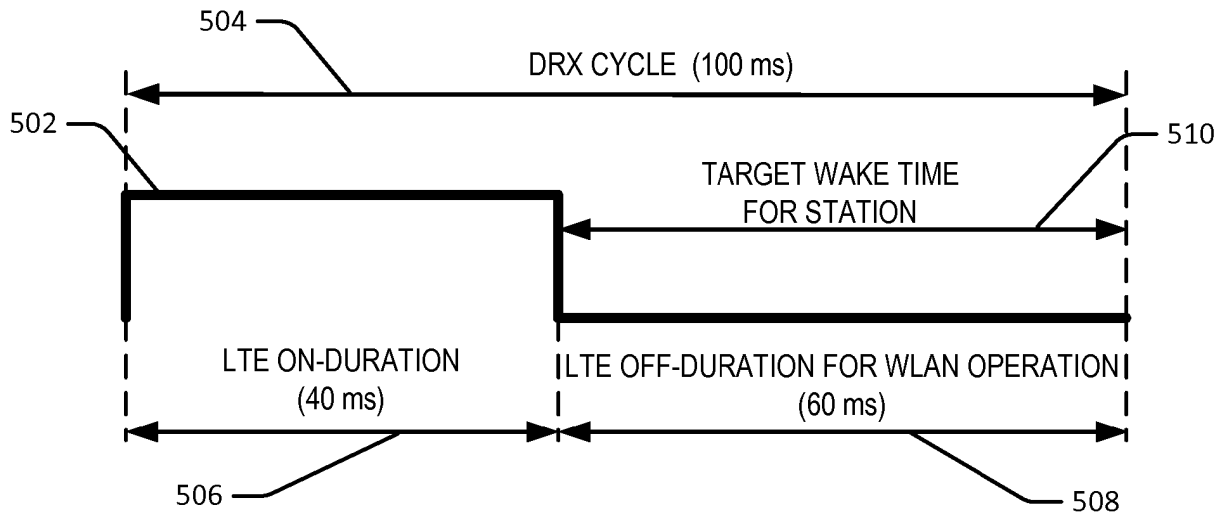 504
DRX CYCLE (100 ms)
502
510
TARGET WAKE TIME
FOR STATION
LTE ON-DURATION
(40 ms)
LTE OFF-DURATION FOR WLAN OPERATION
(60 ms)
506
508